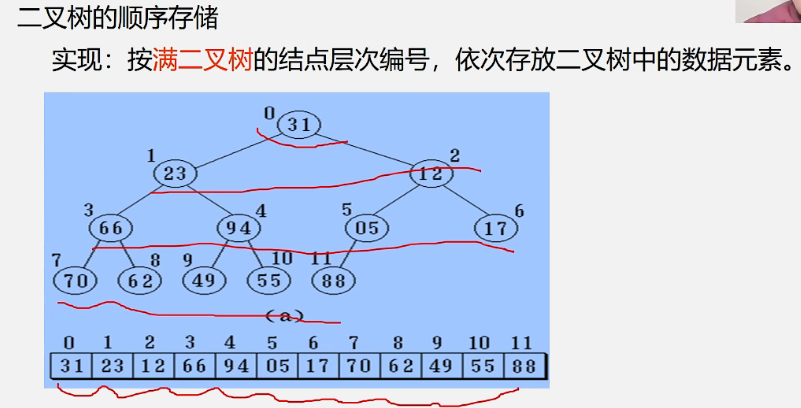 二叉树的顺序存储
实现：按满二叉树的结点层次编号，依次存放二叉树中的数据元素。
0
31
1 2
23 12
3 4 5 6
66 94 05 17
7 8 9 10 11
70 62 49 55 88
(a)
0 1 2 3 4 5 6 7 8 9 10 11
31 23 12 66 94 05 17 70 62 49 55 88